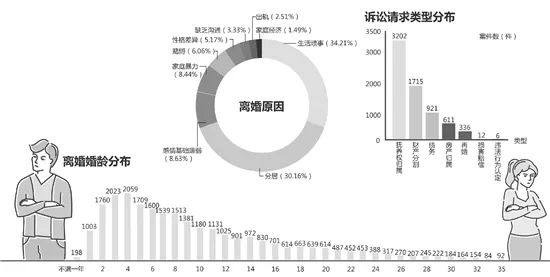 出轨（2.51%）
缺乏沟通（3.33%）
家庭经济（1.49%）
性格差异（5.17%）
生活琐事（34.21%）
赌博（6.06%）
家庭暴力
（8.44%）
离婚原因
感情基础薄弱
（8.63%）
分居（30.16%）
诉讼请求类型分布
案件数（件）
3500
3000
2000
1000
0
3202
1715
921
611
336
12
6
类型
抚养权归属
财产分割
债务
房产归属
再婚
损害赔偿
违法行为认定
离婚婚龄分布
198 1003 1760 2023 2059 1709 1600 1539 1513 1381 1180 1131 1025 901 972 830 701 614 663 639 614 487 452 453 388 317 270 207 245 222 184 164 154 84 92
不满一年 2 4 6 8 10 12 14 16 18 20 22 24 26 28 30 32 35